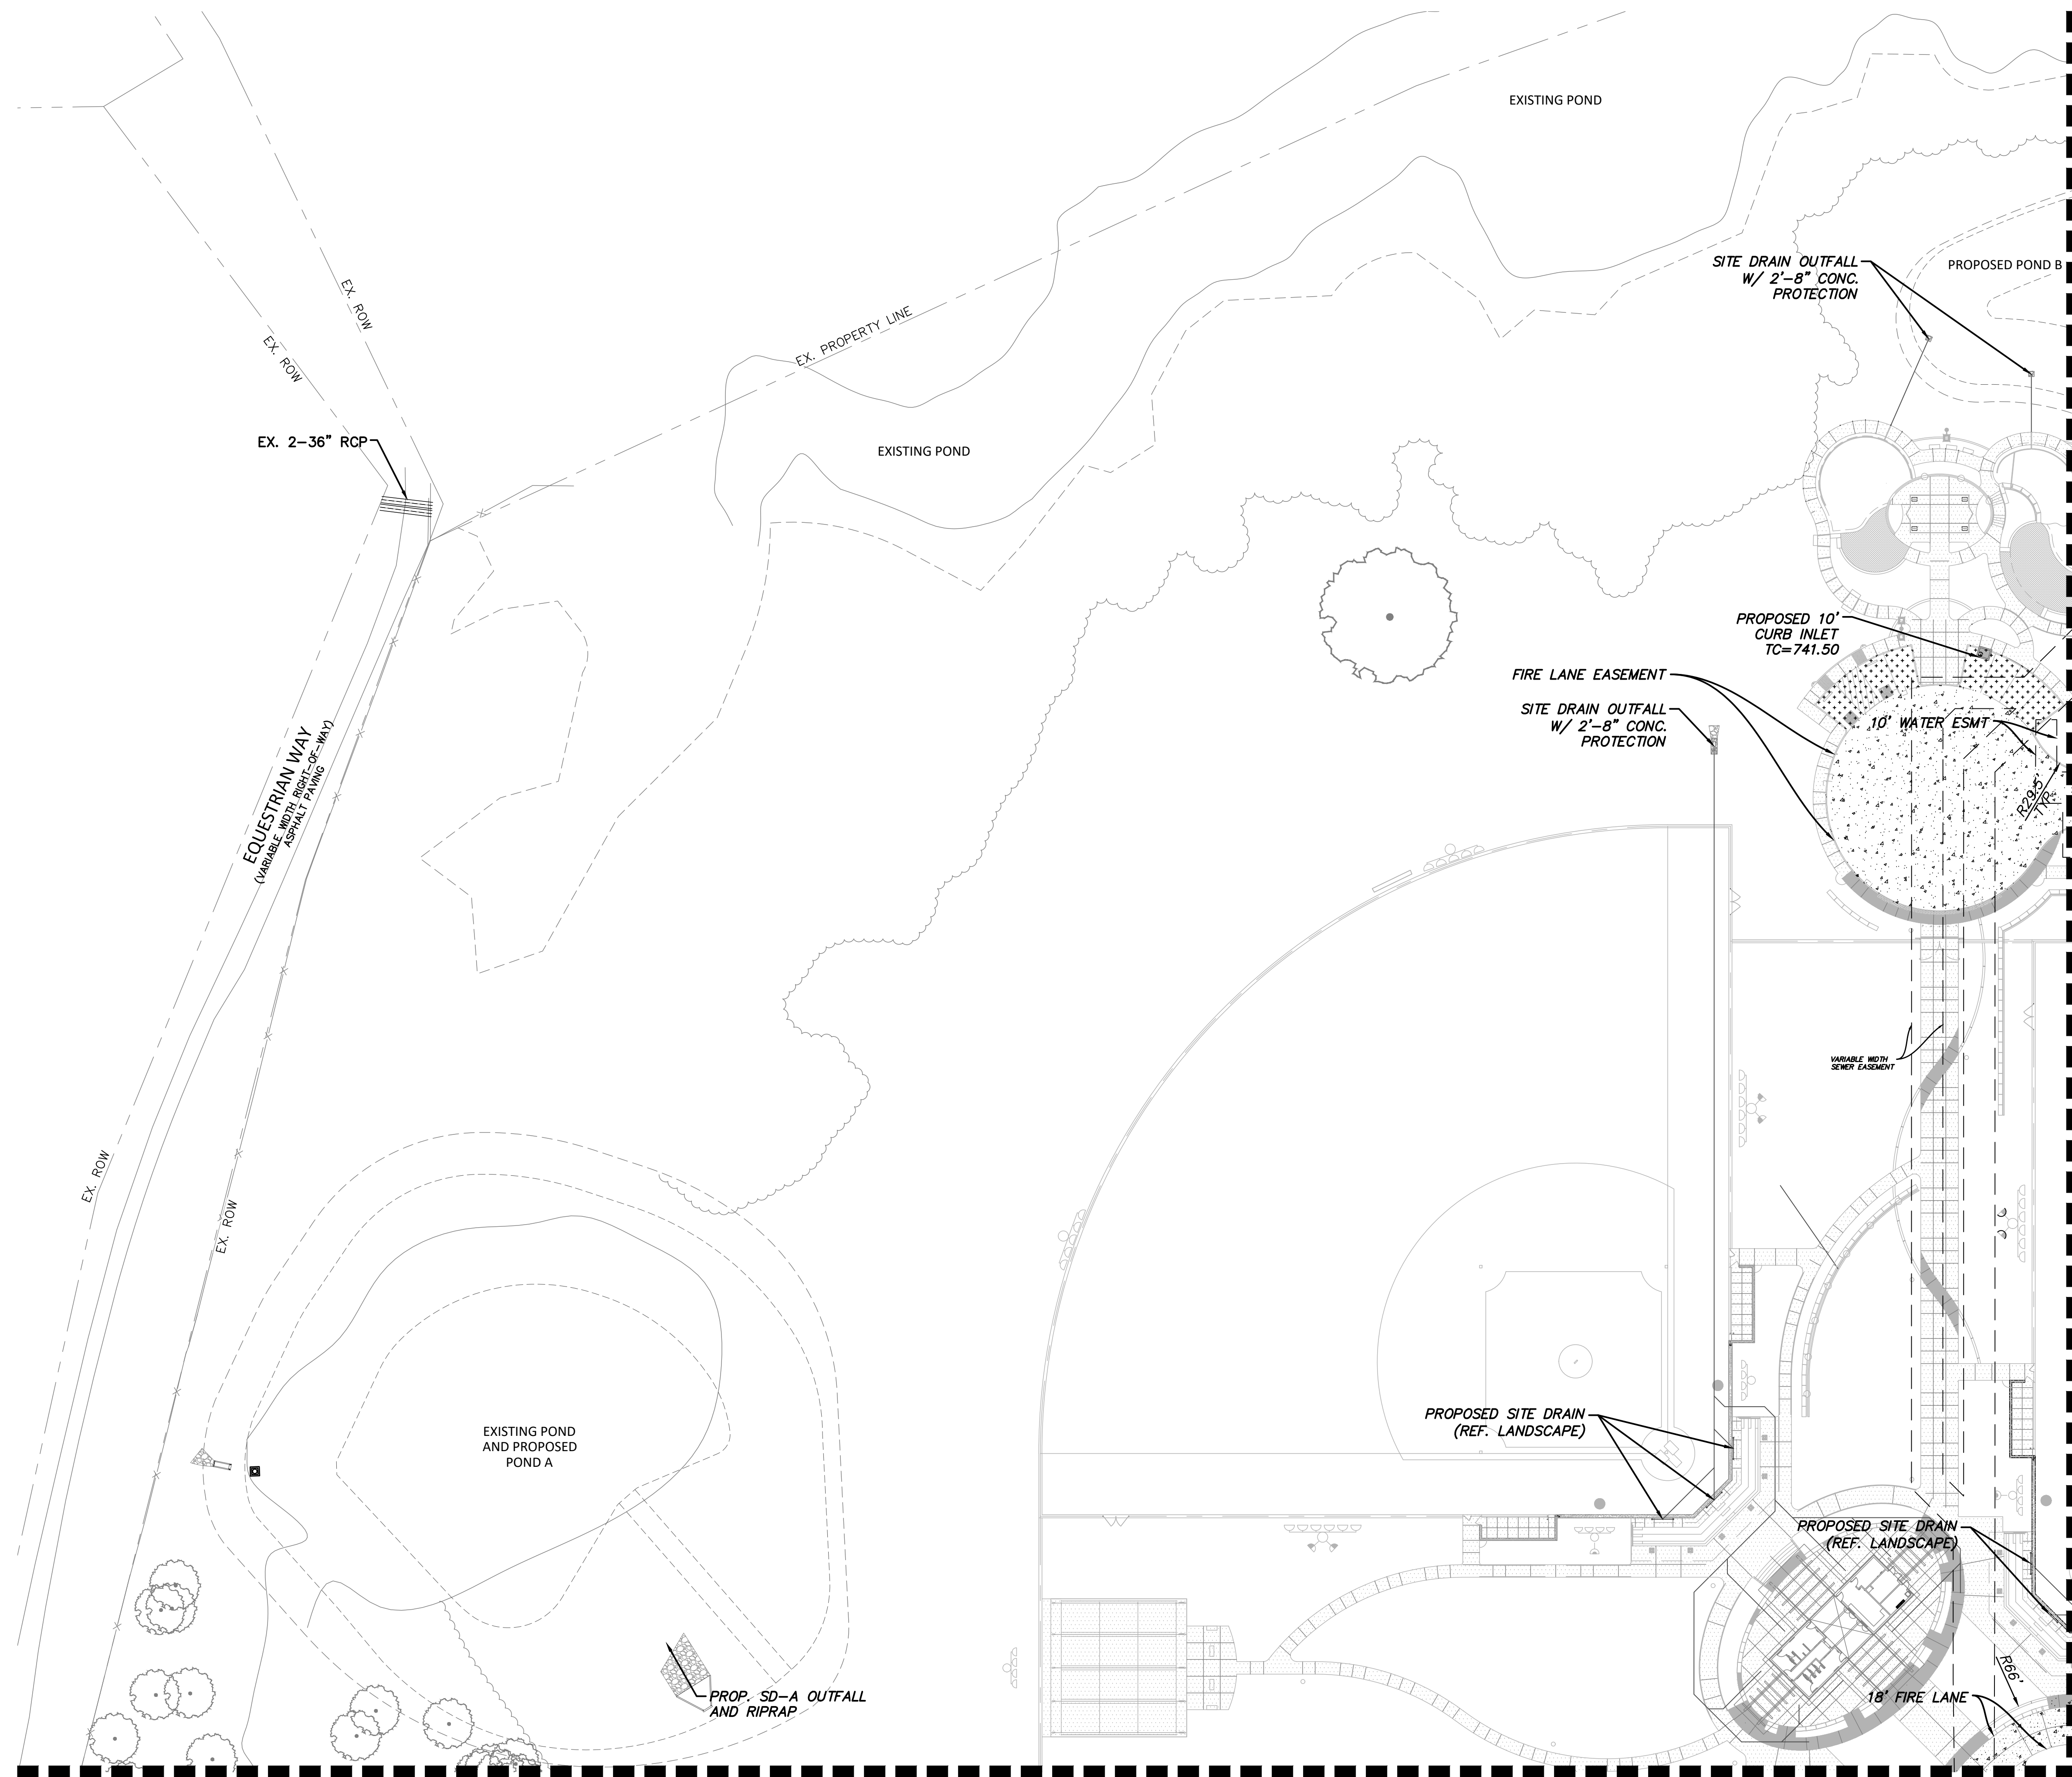 EXISTING POND
SITE DRAIN OUTFALL
W/ 2'-8" CONC.
PROTECTION
PROPOSED POND B
EX. ROW
EX. ROW
EX. PROPERTY LINE
EX. 2-36" RCP
EXISTING POND
PROPOSED 10'
CURB INLET
TC=741.50
FIRE LANE EASEMENT
SITE DRAIN OUTFALL
W/ 2'-8" CONC.
PROTECTION
10' WATER ESMT
R29.5'
TYP.
EQUESTRIAN WAY
(VARIABLE WIDTH RIGHT-OF-WAY)
ASPHALT PAVING
VARIABLE WIDTH
SEWER EASEMENT
EX. ROW
EX. ROW
EXISTING POND
AND PROPOSED
POND A
PROPOSED SITE DRAIN
(REF. LANDSCAPE)
PROPOSED SITE DRAIN
(REF. LANDSCAPE)
R66'
18' FIRE LANE
PROP. SD-A OUTFALL
AND RIPRAP